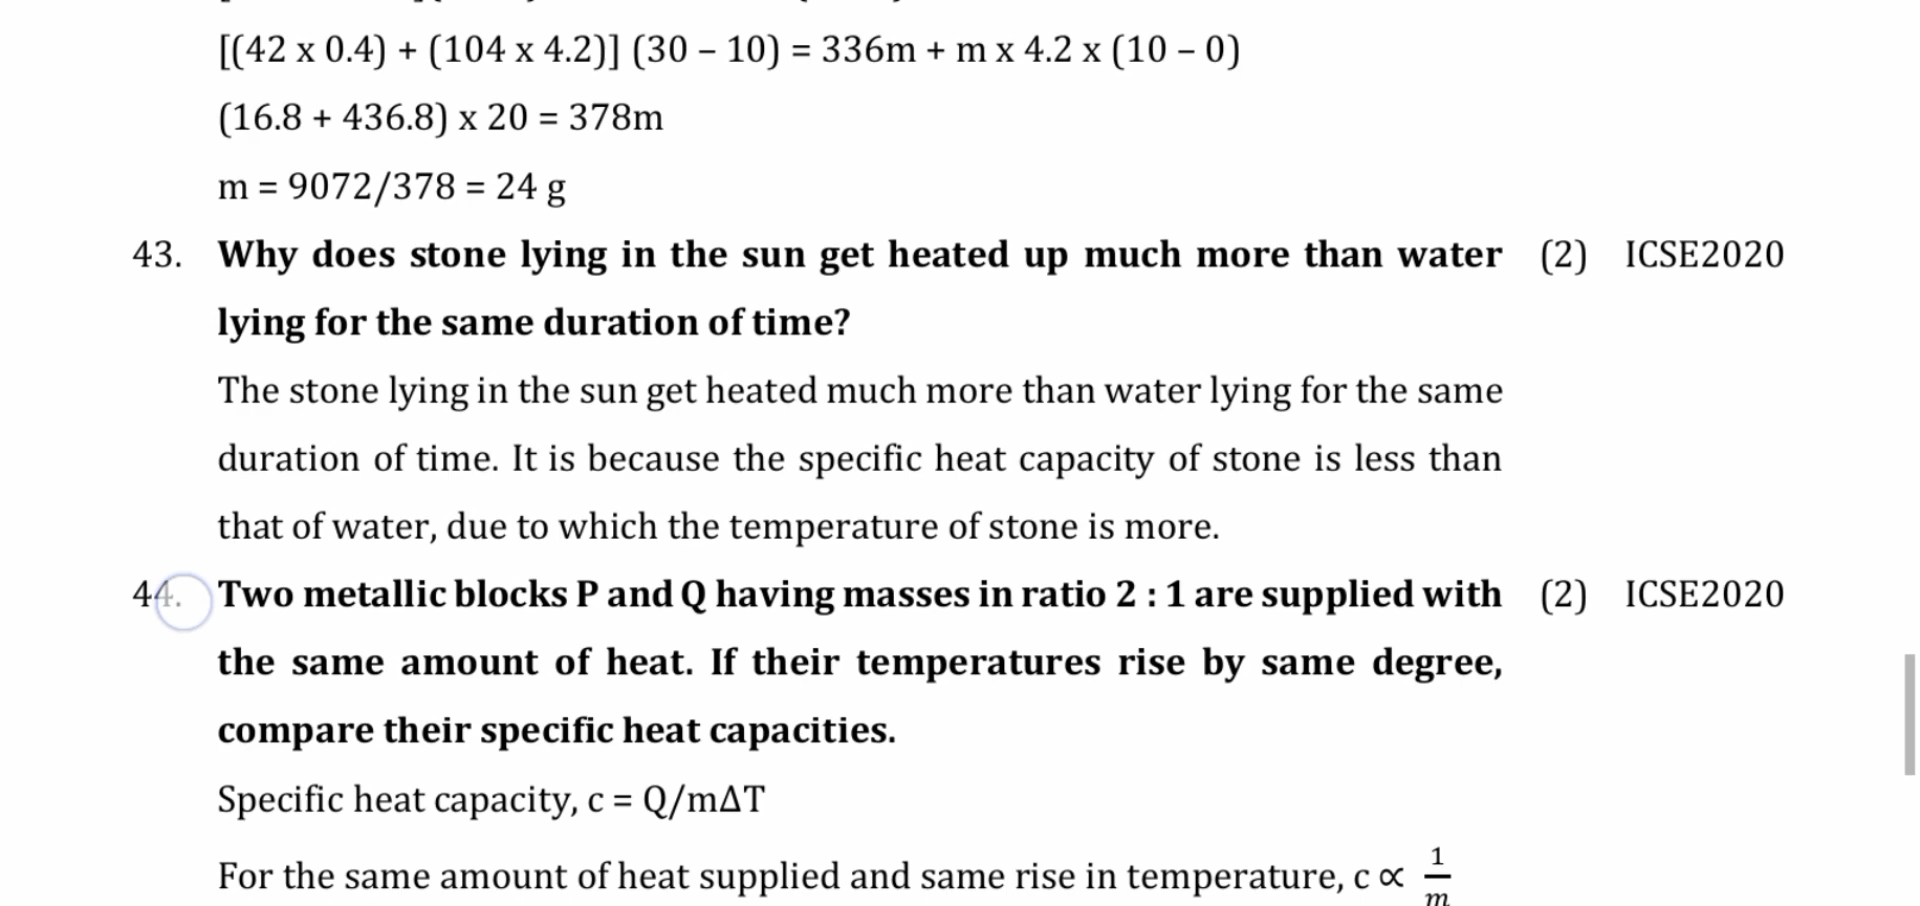 [(42 x 0.4) + (104 x 4.2)] (30 – 10) = 336m + m x 4.2 x (10 – 0)
(16.8 + 436.8) x 20 = 378m
m = 9072/378 = 24 g
43. Why does stone lying in the sun get heated up much more than water (2) ICSE2020
lying for the same duration of time?
The stone lying in the sun get heated much more than water lying for the same
duration of time. It is because the specific heat capacity of stone is less than
that of water, due to which the temperature of stone is more.
44. Two metallic blocks P and Q having masses in ratio 2 : 1 are supplied with (2) ICSE2020
the same amount of heat. If their temperatures rise by same degree,
compare their specific heat capacities.
Specific heat capacity, c = Q/mΔT
For the same amount of heat supplied and same rise in temperature, c ∝ 1/m